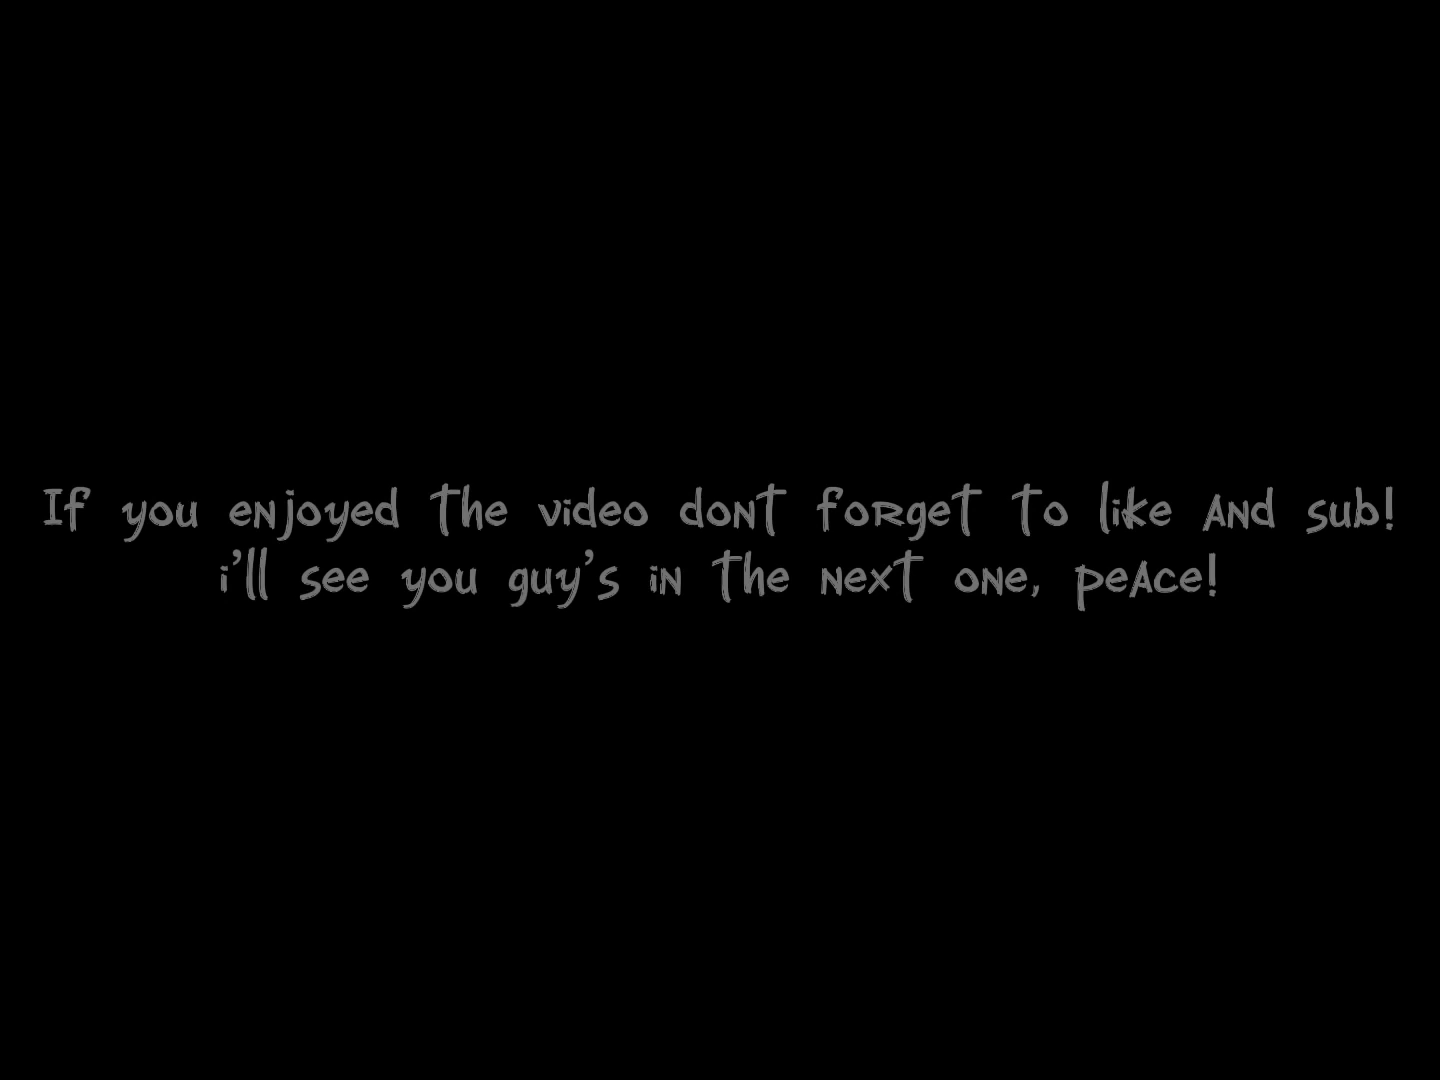 If you enjoyed the video dont forget to like and sub!
i'll see you guy's in the next one, peace!